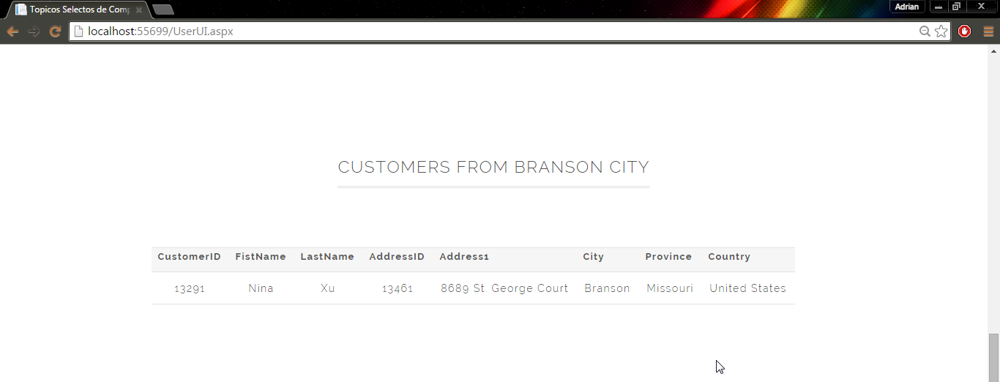 Topicos Selectos de Comp
Adrian
localhost:55699/UserUI.aspx
CUSTOMERS FROM BRANSON CITY
CustomerID FistName LastName AddressID Address1 City Province Country
13291 Nina Xu 13461 8689 St. George Court Branson Missouri United States